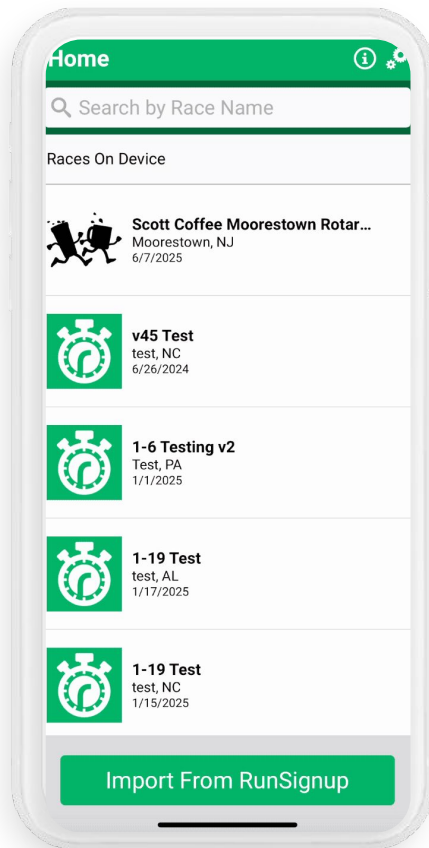 Home
Search by Race Name
Races On Device
Scott Coffee Moorestown Rotar...
Moorestown, NJ
6/7/2025
v45 Test
test, NC
6/26/2024
1-6 Testing v2
Test, PA
1/1/2025
1-19 Test
test, AL
1/17/2025
1-19 Test
test, NC
1/15/2025
Import From RunSignup